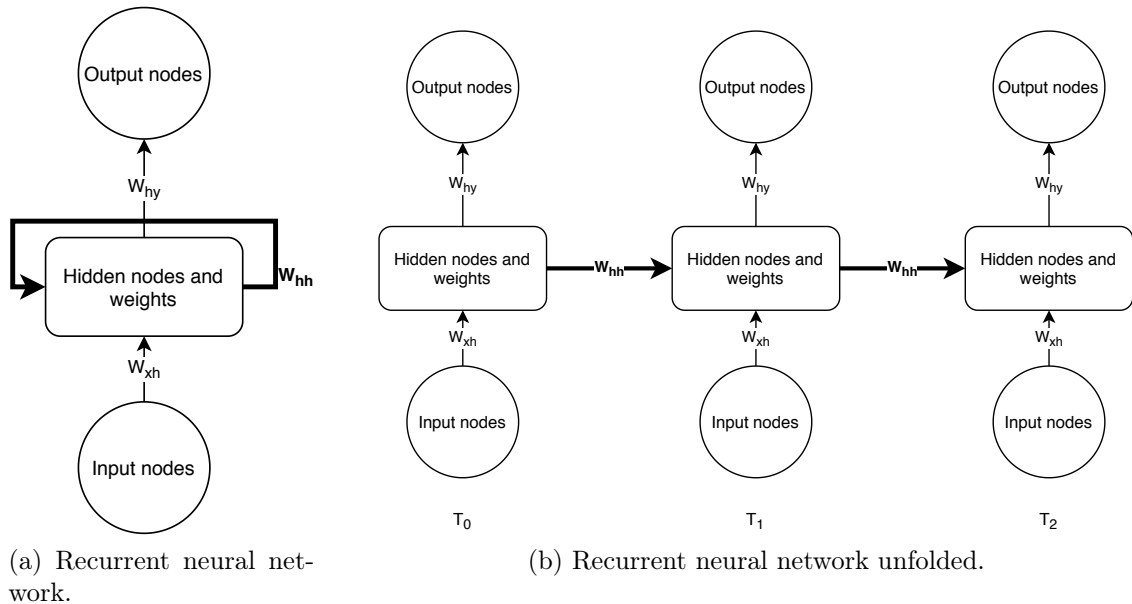 Output nodes
W_hy
W_hh
Hidden nodes and
weights
W_xh
Input nodes
(a) Recurrent neural net-
work.
Output nodes
Output nodes
Output nodes
W_hy
W_hy
W_hy
Hidden nodes and
weights
W_hh
Hidden nodes and
weights
W_hh
Hidden nodes and
weights
W_xh
W_xh
W_xh
Input nodes
Input nodes
Input nodes
T_0
T_1
T_2
(b) Recurrent neural network unfolded.